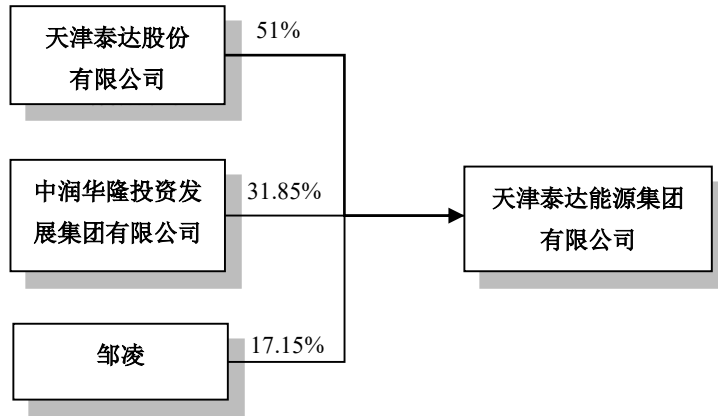 天津泰达股份
有限公司
51%
中润华隆投资发
展集团有限公司
31.85%
天津泰达能源集团
有限公司
邹凌
17.15%